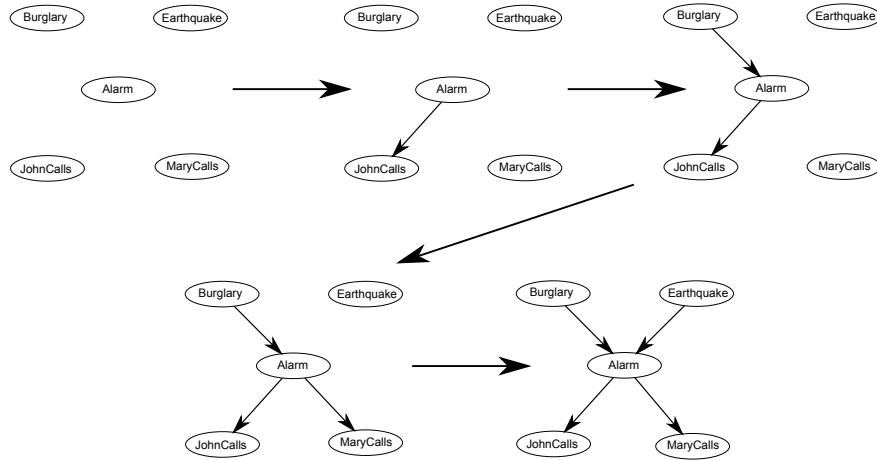 Burglary Earthquake Burglary Earthquake Burglary Earthquake
Alarm Alarm Alarm
JohnCalls MaryCalls JohnCalls MaryCalls JohnCalls MaryCalls
Burglary Earthquake Burglary Earthquake
Alarm Alarm
JohnCalls MaryCalls JohnCalls MaryCalls